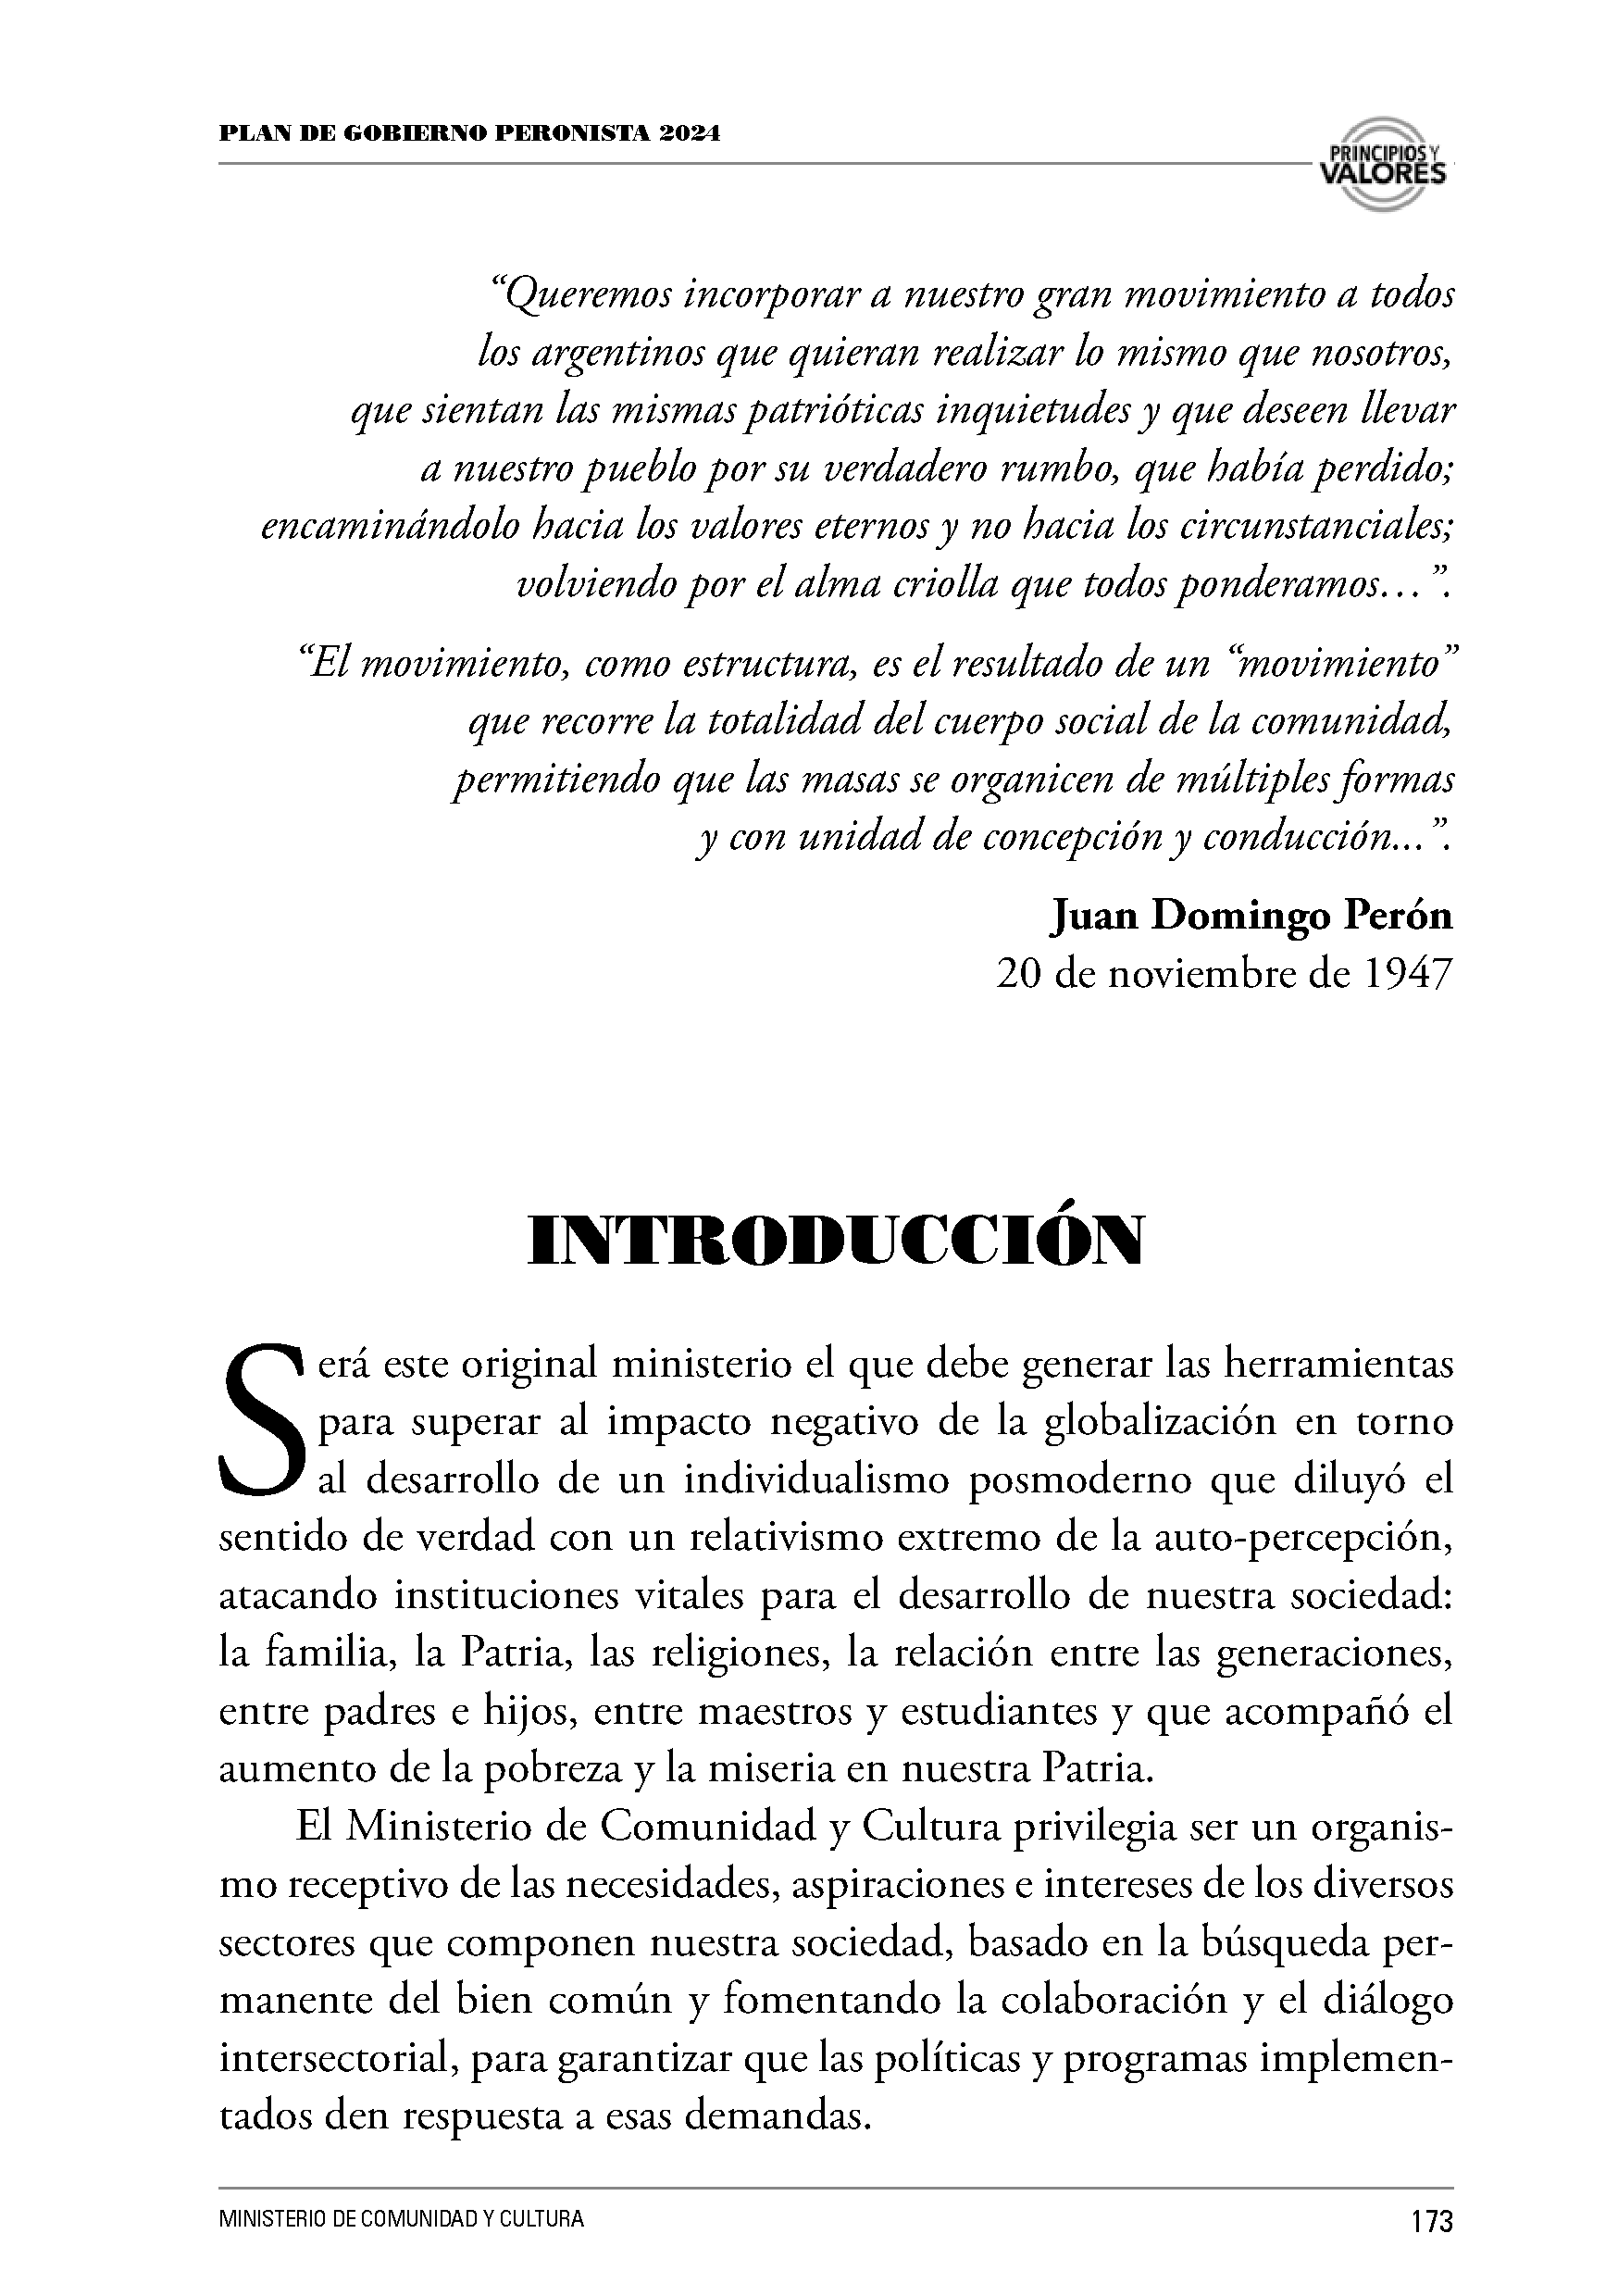 PLAN DE GOBIERNO PERONISTA 2024
PRINCIPIOS Y
VALORES
“Queremos incorporar a nuestro gran movimiento a todos
los argentinos que quieran realizar lo mismo que nosotros,
que sientan las mismas patrióticas inquietudes y que deseen llevar
a nuestro pueblo por su verdadero rumbo, que había perdido;
encaminándolo hacia los valores eternos y no hacia los circunstanciales;
volviendo por el alma criolla que todos ponderamos…”.
“El movimiento, como estructura, es el resultado de un “movimiento”
que recorre la totalidad del cuerpo social de la comunidad,
permitiendo que las masas se organicen de múltiples formas
y con unidad de concepción y conducción...”.
Juan Domingo Perón
20 de noviembre de 1947
INTRODUCCIÓN
Será este original ministerio el que debe generar las herramientas
para superar al impacto negativo de la globalización en torno
al desarrollo de un individualismo posmoderno que diluyó el
sentido de verdad con un relativismo extremo de la auto-percepción,
atacando instituciones vitales para el desarrollo de nuestra sociedad:
la familia, la Patria, las religiones, la relación entre las generaciones,
entre padres e hijos, entre maestros y estudiantes y que acompañó el
aumento de la pobreza y la miseria en nuestra Patria.
El Ministerio de Comunidad y Cultura privilegia ser un organis-
mo receptivo de las necesidades, aspiraciones e intereses de los diversos
sectores que componen nuestra sociedad, basado en la búsqueda per-
manente del bien común y fomentando la colaboración y el diálogo
intersectorial, para garantizar que las políticas y programas implemen-
tados den respuesta a esas demandas.
MINISTERIO DE COMUNIDAD Y CULTURA
173